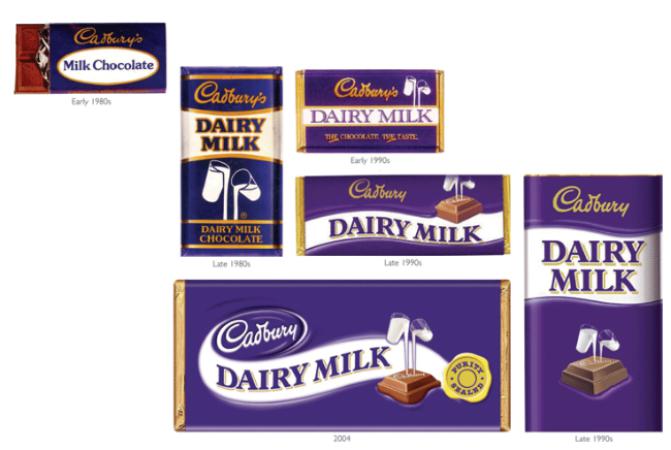 Cadbury's
Milk Chocolate
Early 1980s
Cadbury's
DAIRY
MILK
®
DAIRY MILK
CHOCOLATE
Late 1980s
Cadbury's
DAIRY MILK
THE CHOCOLATE. THE TASTE.
Early 1990s
Cadbury
DAIRY MILK
Late 1990s
Cadbury
DAIRY
MILK
Late 1990s
Cadbury
DAIRY MILK
PURITY
SEALED
2004